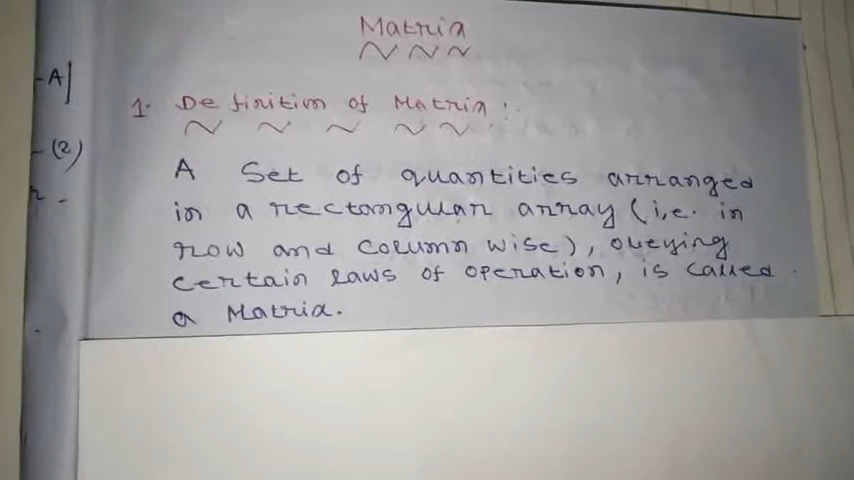 Matrix
1. Definition of Matrix :
A Set of quantities arranged
in a rectangular array (i,e. in
row and column wise), obeying
certain laws of operation, is called
a Matrix.
-A]
-(2)